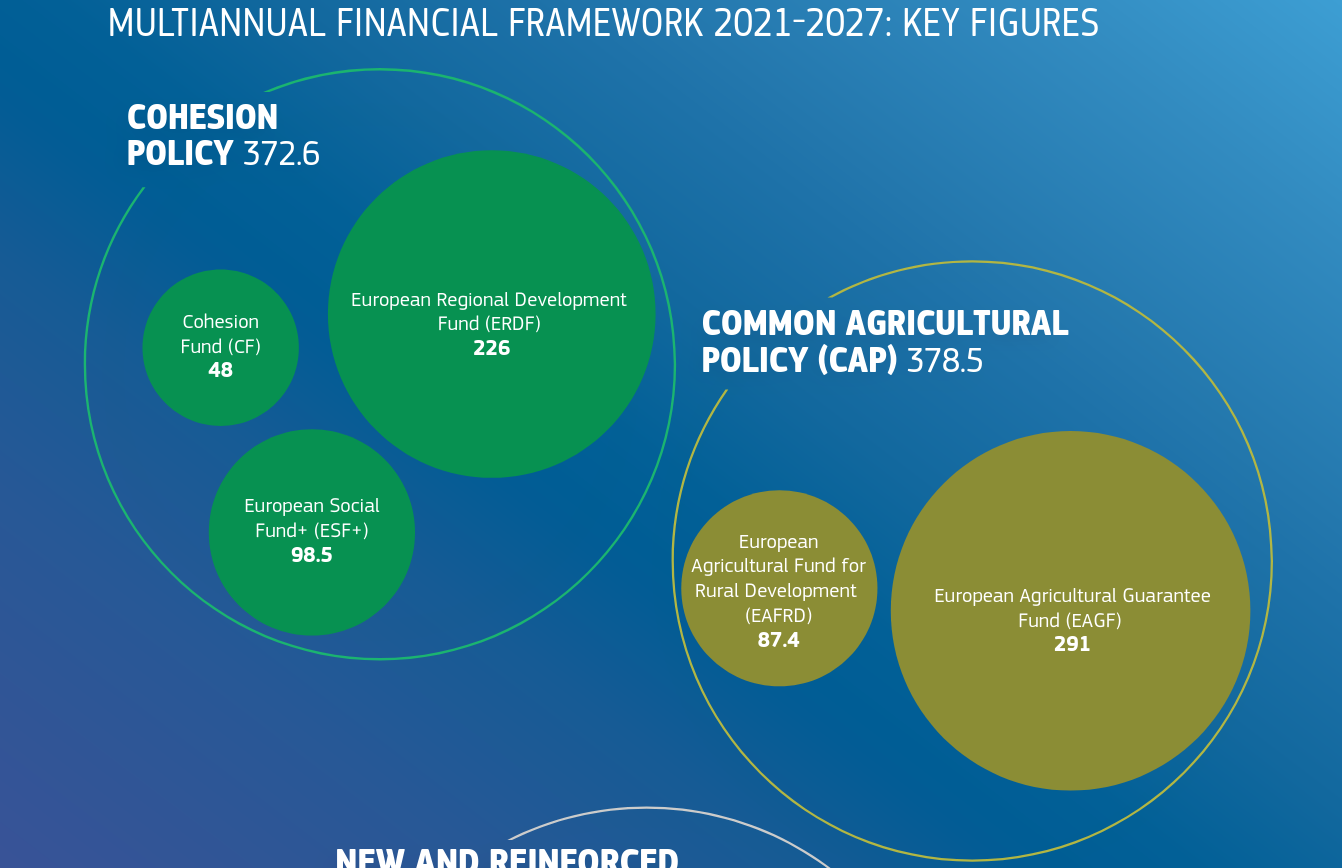 MULTIANNUAL FINANCIAL FRAMEWORK 2021-2027: KEY FIGURES
COHESION
POLICY 372.6
European Regional Development
Fund (ERDF)
226
Cohesion
Fund (CF)
48
European Social
Fund+ (ESF+)
98.5
COMMON AGRICULTURAL
POLICY (CAP) 378.5
European
Agricultural Fund for
Rural Development
(EAFRD)
87.4
European Agricultural Guarantee
Fund (EAGF)
291
NEW AND REINFORCED